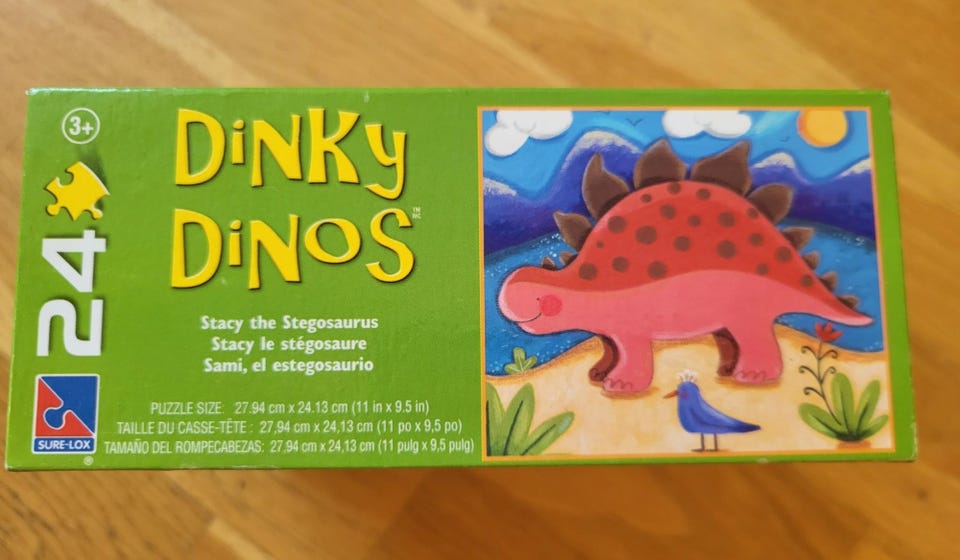 3+
24
DiNKy
DiNOS™
MC
Stacy the Stegosaurus
Stacy le stégosaure
Sami, el estegosaurio
PUZZLE SIZE: 27.94 cm x 24.13 cm (11 in x 9.5 in)
TAILLE DU CASSE-TÊTE : 27,94 cm x 24,13 cm (11 po x 9,5 po)
TAMAÑO DEL ROMPECABEZAS: 27,94 cm x 24,13 cm (11 pulg x 9,5 pulg)
SURE-LOX
®